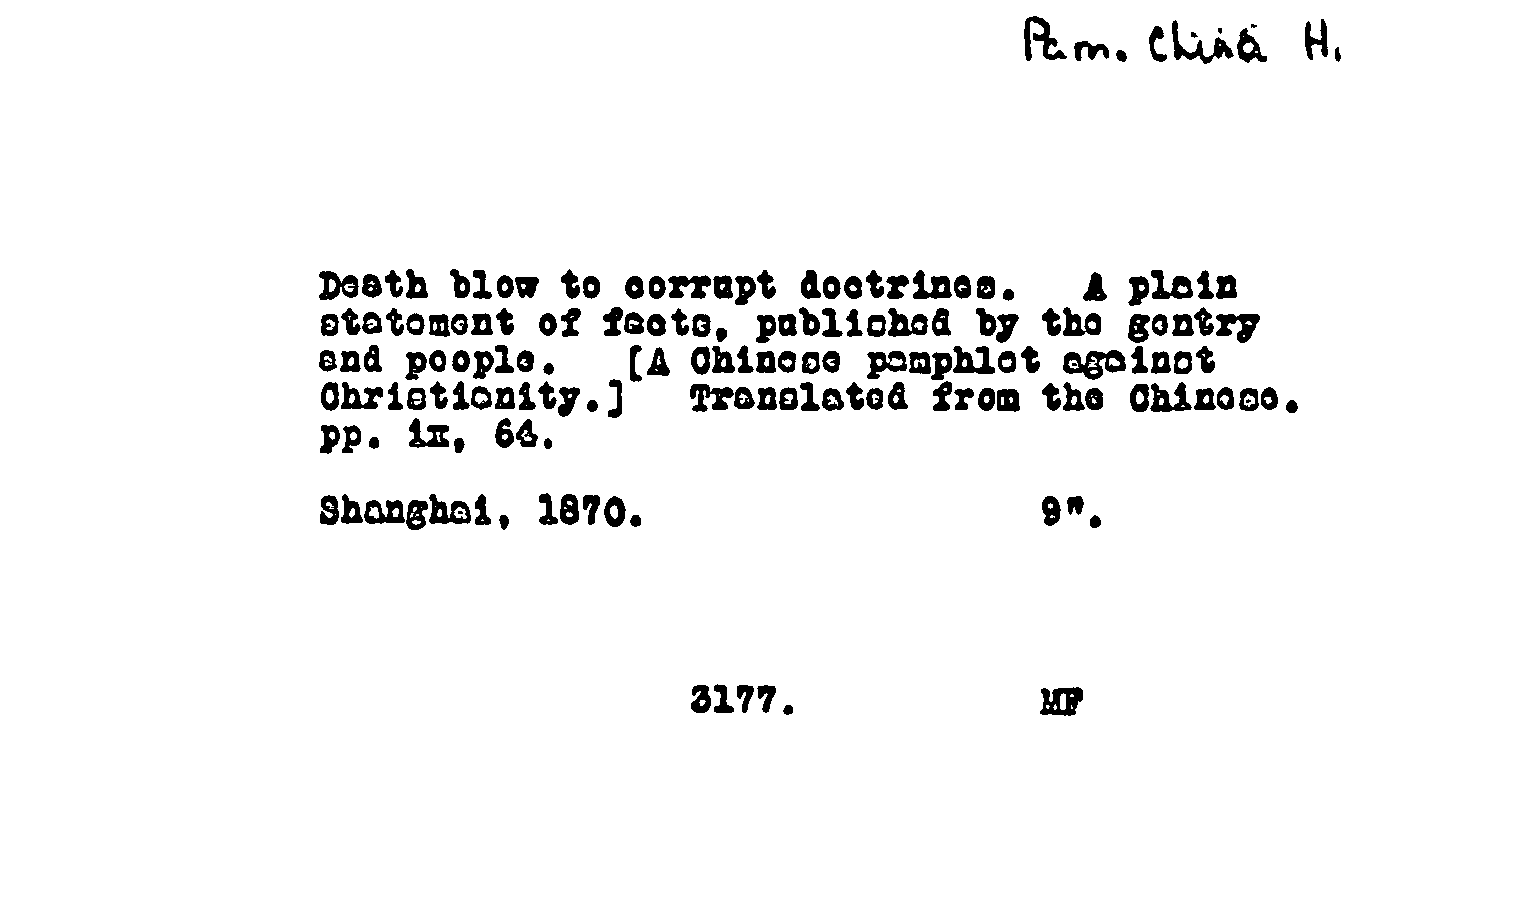 Pam. China H.
Death blow to corrupt doctrines. A plain
statement of facts, published by the gentry
and people. [A Chinese pamphlet against
Christianity.] Translated from the Chinese.
pp. ix, 64.
Shanghai, 1870. 9".
3177. MF